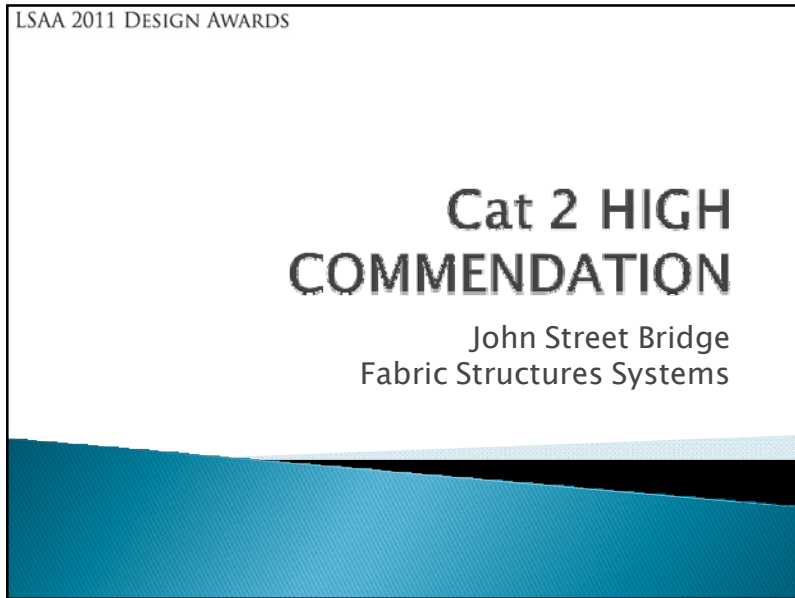 LSAA 2011 DESIGN AWARDS
Cat 2 HIGH
COMMENDATION
John Street Bridge
Fabric Structures Systems